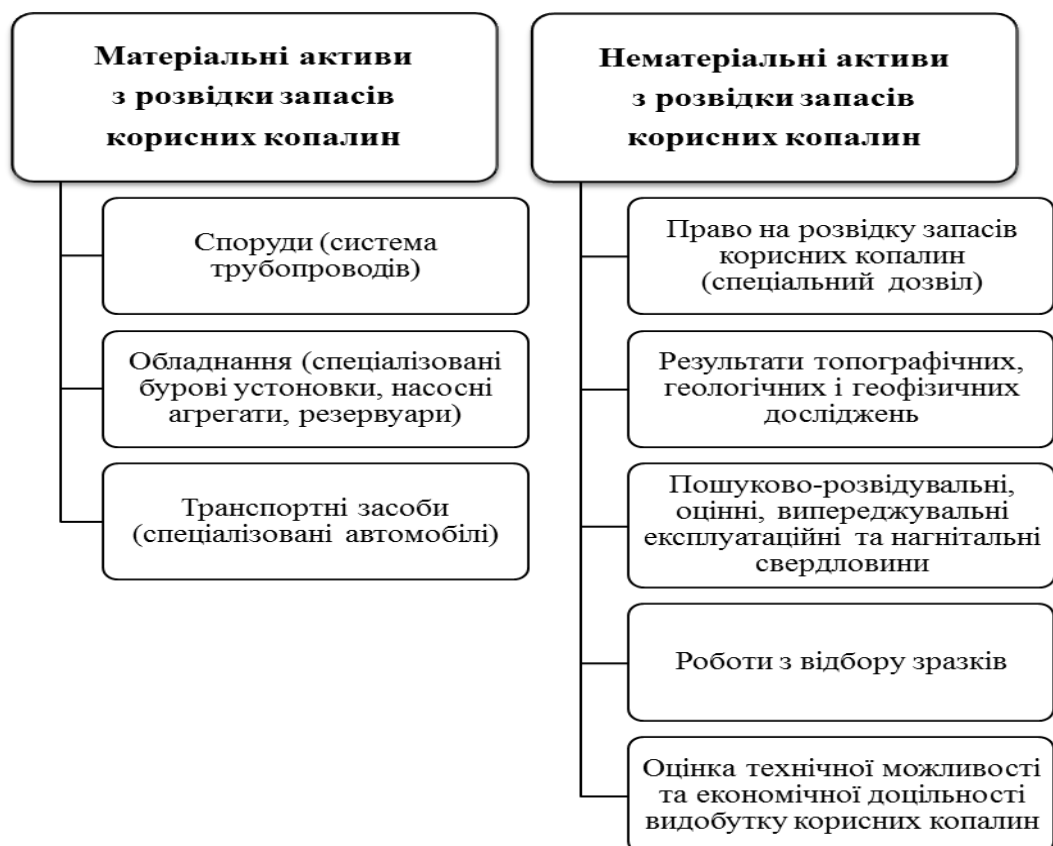 Матеріальні активи
з розвідки запасів
корисних копалин
Споруди (система
трубопроводів)
Обладнання (спеціалізовані
бурові устоновки, насосні
агрегати, резервуари)
Транспортні засоби
(спеціалізовані автомобілі)
Нематеріальні активи
з розвідки запасів
корисних копалин
Право на розвідку запасів
корисних копалин
(спеціальний дозвіл)
Результати топографічних,
геологічних і геофізичних
досліджень
Пошуково-розвідувальні,
оцінні, випереджувальні
експлуатаційні та нагнітальні
свердловини
Роботи з відбору зразків
Оцінка технічної можливості
та економічної доцільності
видобутку корисних копалин